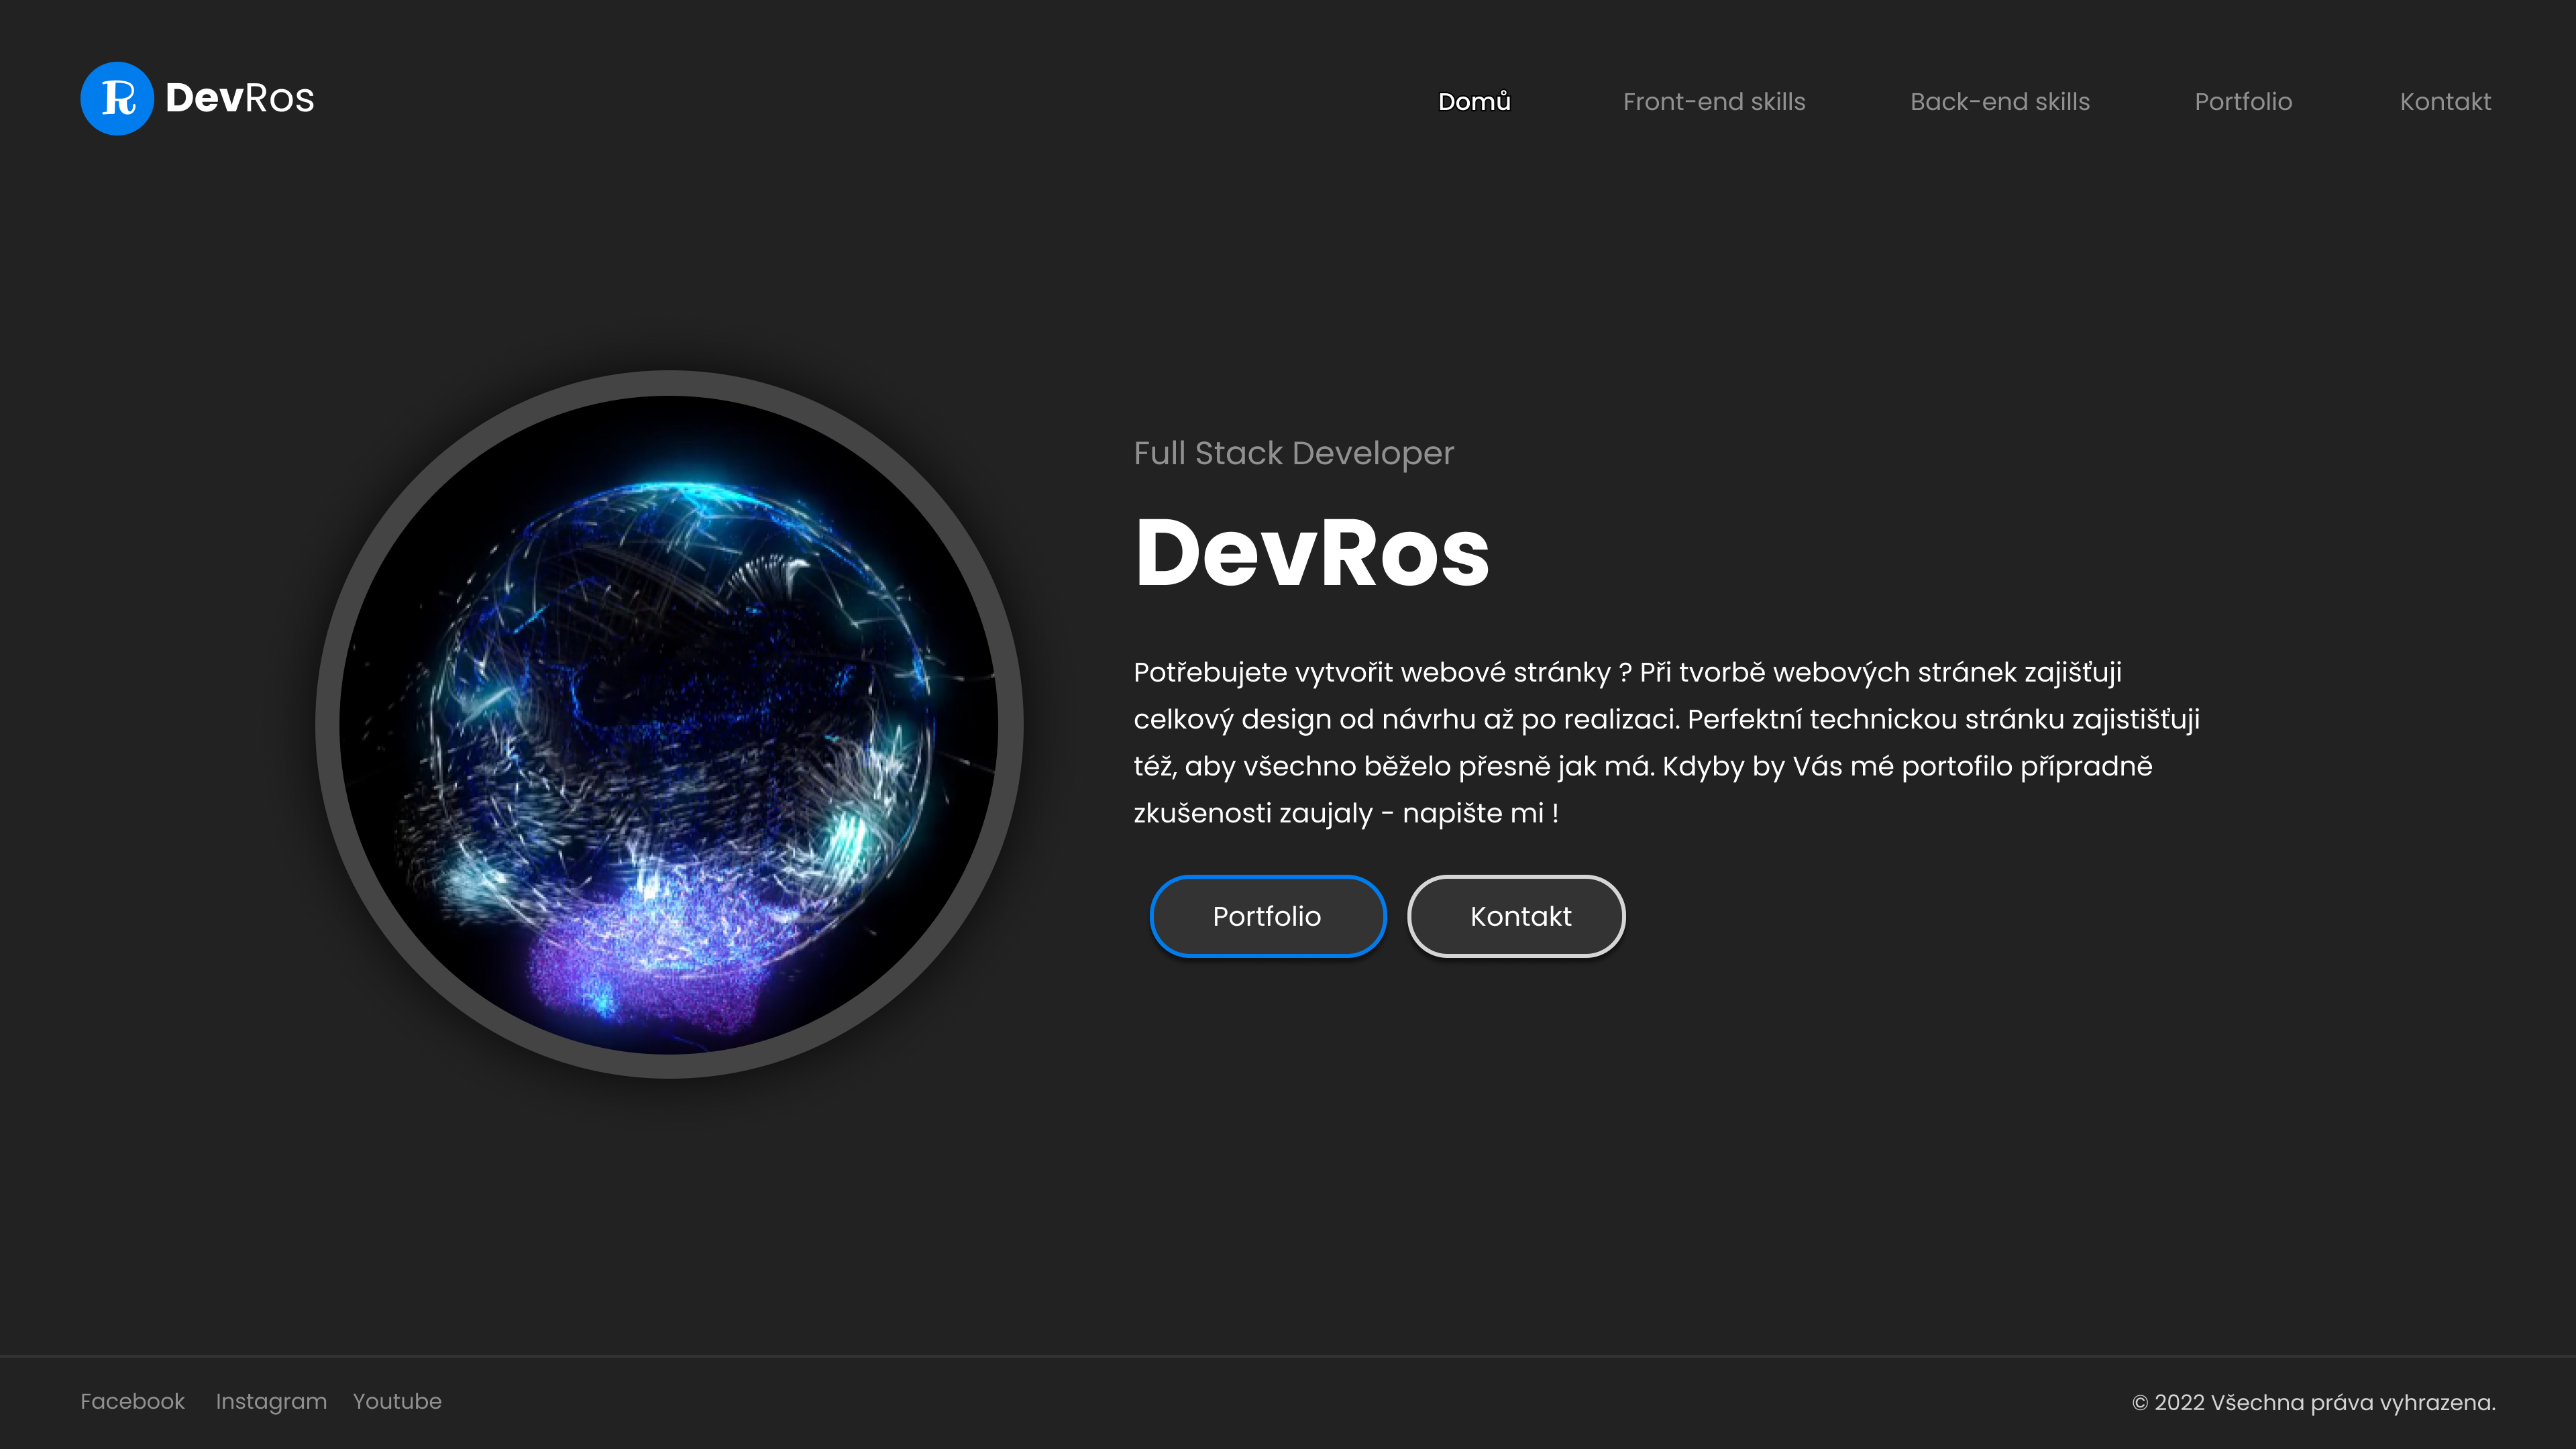 R DevRos
Domů Front-end skills Back-end skills Portfolio Kontakt
Full Stack Developer
DevRos
Potřebujete vytvořit webové stránky ? Při tvorbě webových stránek zajišťuji
celkový design od návrhu až po realizaci. Perfektní technickou stránku zajistišťuji
též, aby všechno běželo přesně jak má. Kdyby by Vás mé portofilo přípradně
zkušenosti zaujaly - napište mi !
Portfolio Kontakt
Facebook Instagram Youtube © 2022 Všechna práva vyhrazena.